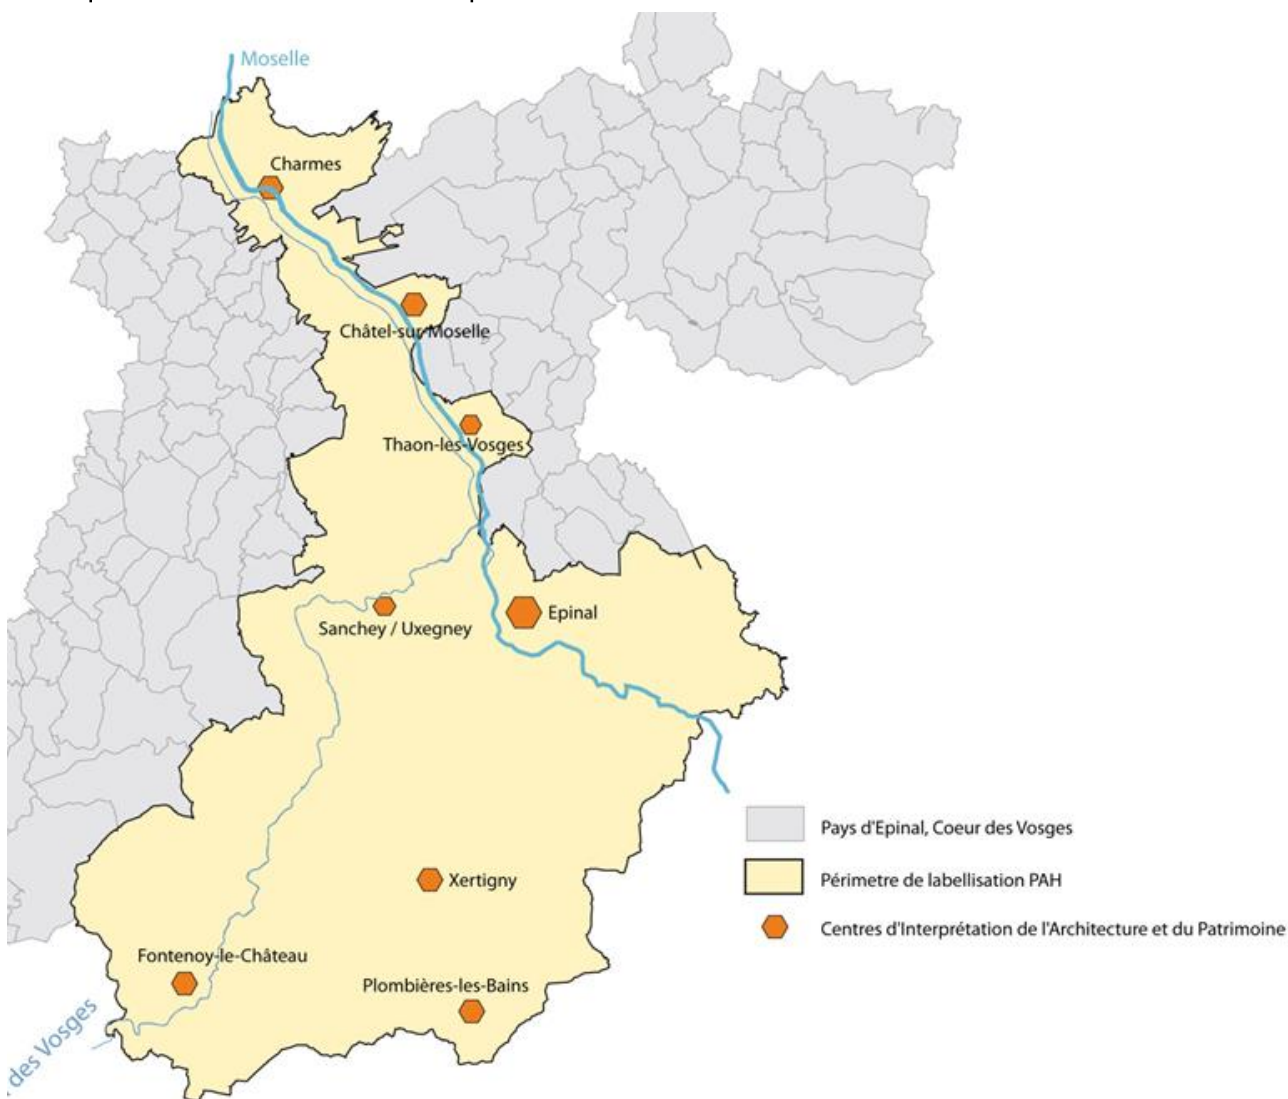 Moselle
Charmes
Châtel-sur-Moselle
Thaon-les-Vosges
Epinal
Sanchey / Uxegney
Pays d'Epinal, Coeur des Vosges
Périmetre de labellisation PAH
Xertigny
Centres d'Interprétation de l'Architecture et du Patrimoine
Fontenoy-le-Château
Plombières-les-Bains
des Vosges